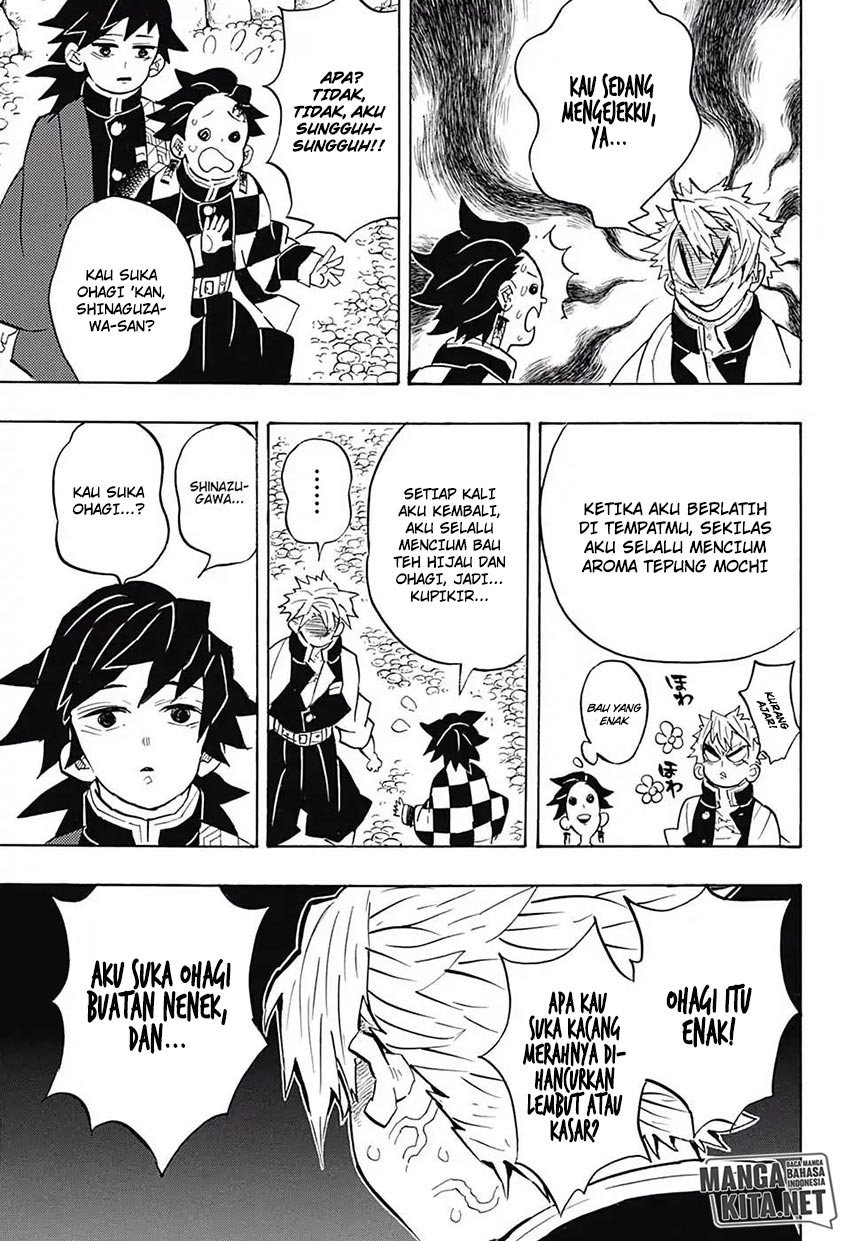 KAU SEDANG
MENGEJEKKU,
YA...
APA?
TIDAK,
TIDAK, AKU
SUNGGUH-
SUNGGUH!!
KAU SUKA
OHAGI 'KAN,
SHINAGUZA-
WA-SAN?
KETIKA AKU BERLATIH
DI TEMPATMU, SEKILAS
AKU SELALU MENCIUM
AROMA TEPUNG MOCHI
KURANG
AJAR!
ほわ
BAU YANG
ENAK
ほわ
SETIAP KALI
AKU KEMBALI,
AKU SELALU
MENCIUM BAU
TEH HIJAU DAN
OHAGI, JADI...
KUPIKIR...
......
SHINAZU-
GAWA...
KAU SUKA
OHAGI...?
OHAGI ITU
ENAK!
APA KAU
SUKA KACANG
MERAHNYA DI-
HANCURKAN
LEMBUT ATAU
KASAR?
AKU SUKA OHAGI
BUATAN NENEK,
DAN...
MANGA
BACA MANGA
BAHASA
INDONESIA
KITA.NET